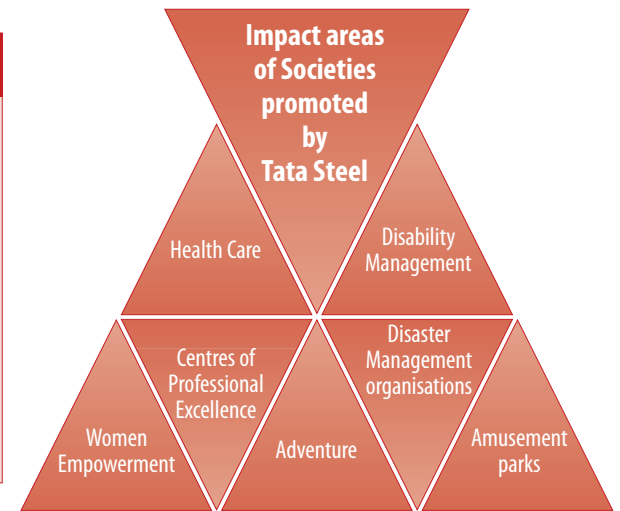 Impact areas
of Societies
promoted
by
Tata Steel
Health Care
Disability
Management
Centres of
Professional
Excellence
Disaster
Management
organisations
Women
Empowerment
Adventure
Amusement
parks